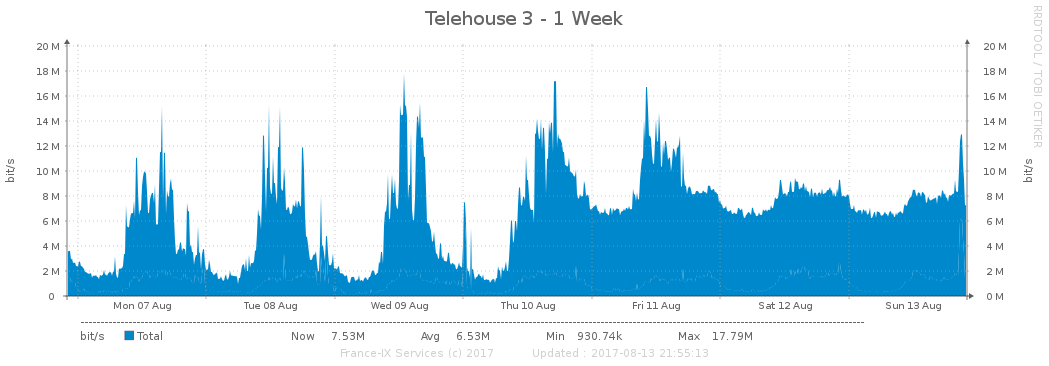 Telehouse 3 - 1 Week
RRDTOOL / TOBI OETIKER
20 M 20 M
18 M 18 M
16 M 16 M
14 M 14 M
12 M 12 M
10 M 10 M
8 M 8 M
6 M 6 M
4 M 4 M
2 M 2 M
0 0 M
bit/s bit/s
Mon 07 Aug Tue 08 Aug Wed 09 Aug Thu 10 Aug Fri 11 Aug Sat 12 Aug Sun 13 Aug
bit/s Total Now 7.53M Avg 6.53M Min 930.74k Max 17.79M
France-IX Services (c) 2017 Updated : 2017-08-13 21:55:13